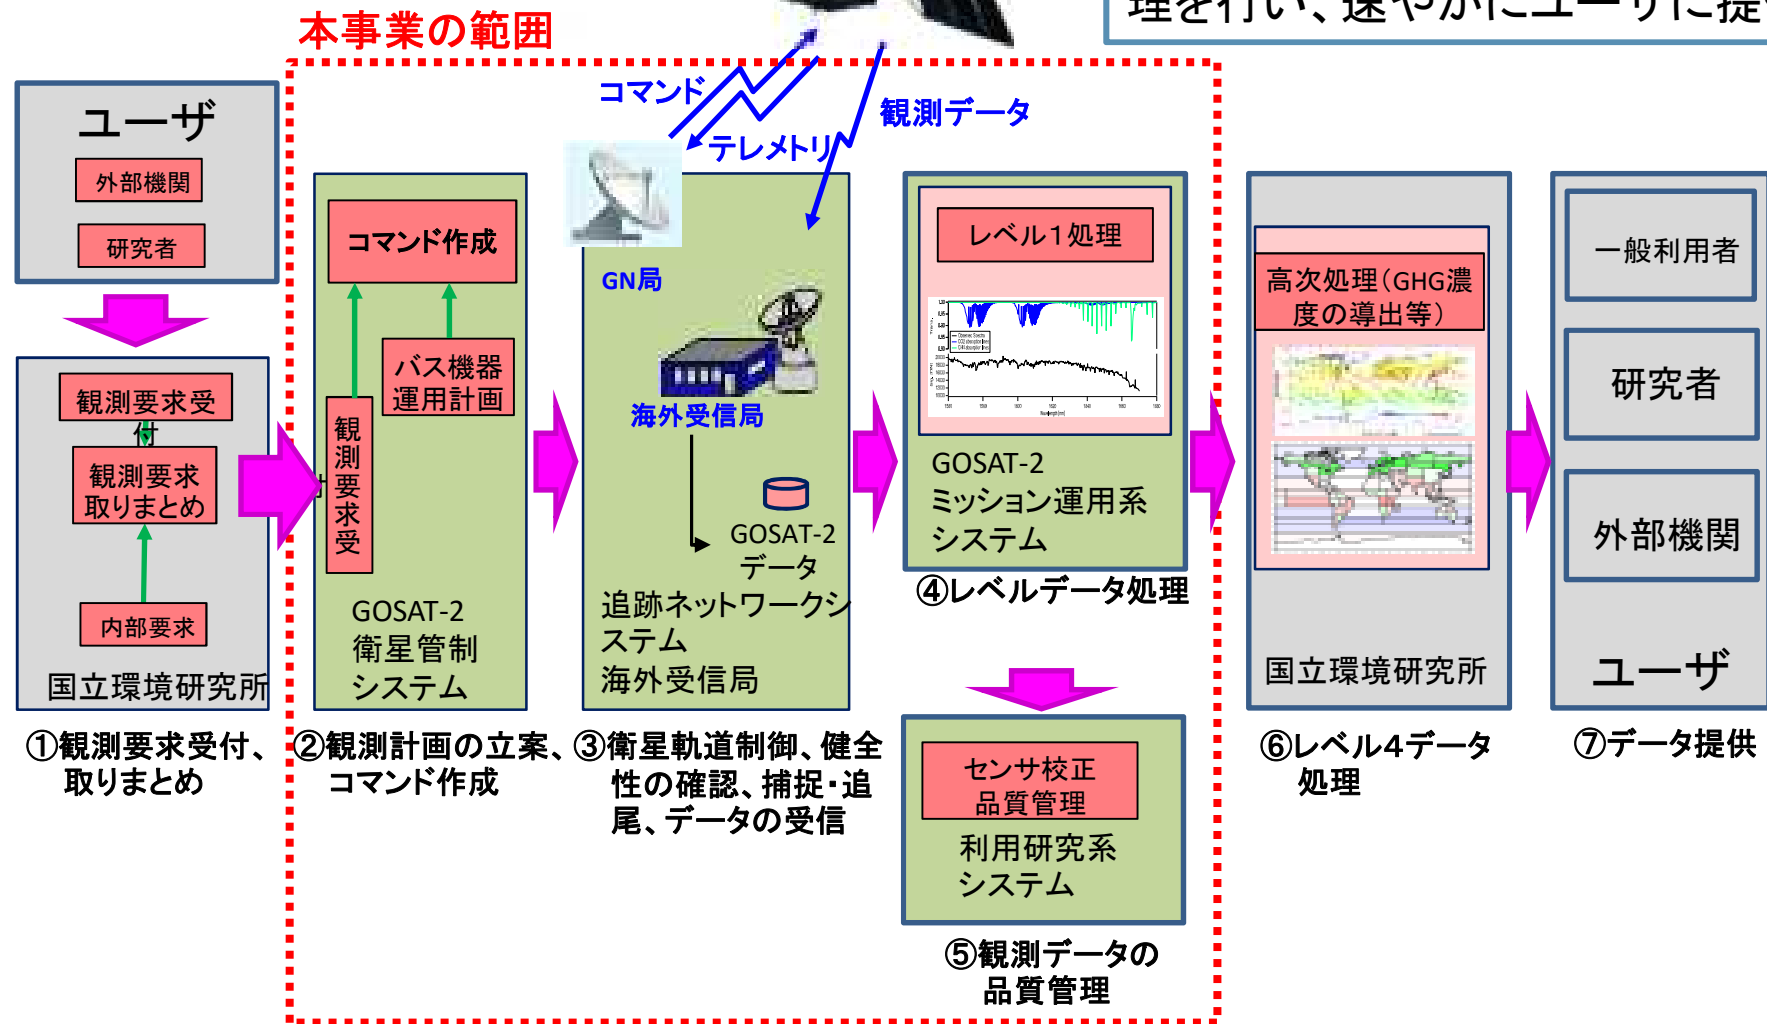 理を行い、速やかにユーザに提
本事業の範囲
コマンド
テレメトリ
観測データ
ユーザ
外部機関
研究者
観測要求受
付
観測要求
取りまとめ
内部要求
国立環境研究所
①観測要求受付、
取りまとめ
コマンド作成
バス機器
運用計画
観
測
要
求
受
付
GOSAT-2
衛星管制
システム
②観測計画の立案、
コマンド作成
GN局
海外受信局
GOSAT-2
データ
追跡ネットワークシ
ステム
海外受信局
③衛星軌道制御、健全
性の確認、捕捉・追
尾、データの受信
レベル1処理
GOSAT-2
ミッション運用系
システム
④レベルデータ処理
センサ校正
品質管理
利用研究系
システム
⑤観測データの
品質管理
高次処理(GHG濃
度の導出等)
国立環境研究所
⑥レベル4データ
処理
一般利用者
研究者
外部機関
ユーザ
⑦データ提供